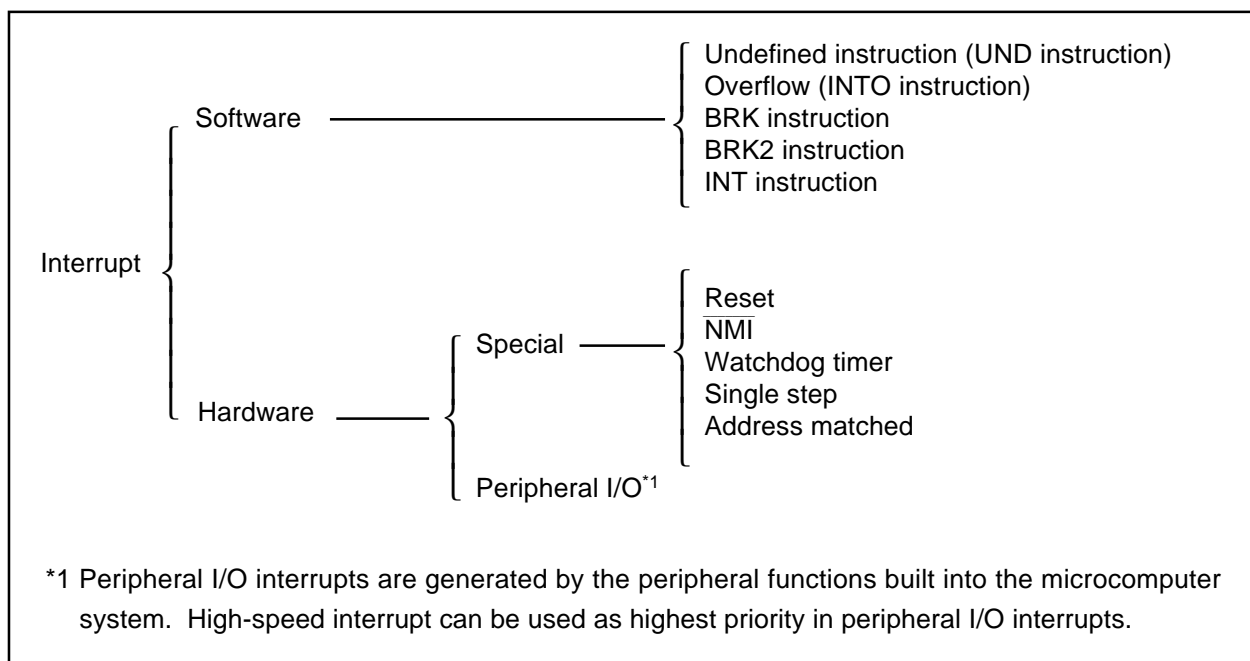 Undefined instruction (UND instruction)
Overflow (INTO instruction)
Software
BRK instruction
BRK2 instruction
INT instruction
Interrupt
Reset
NMI
Special
Watchdog timer
Single step
Hardware
Address matched
Peripheral I/O*1
*1 Peripheral I/O interrupts are generated by the peripheral functions built into the microcomputer
system. High-speed interrupt can be used as highest priority in peripheral I/O interrupts.